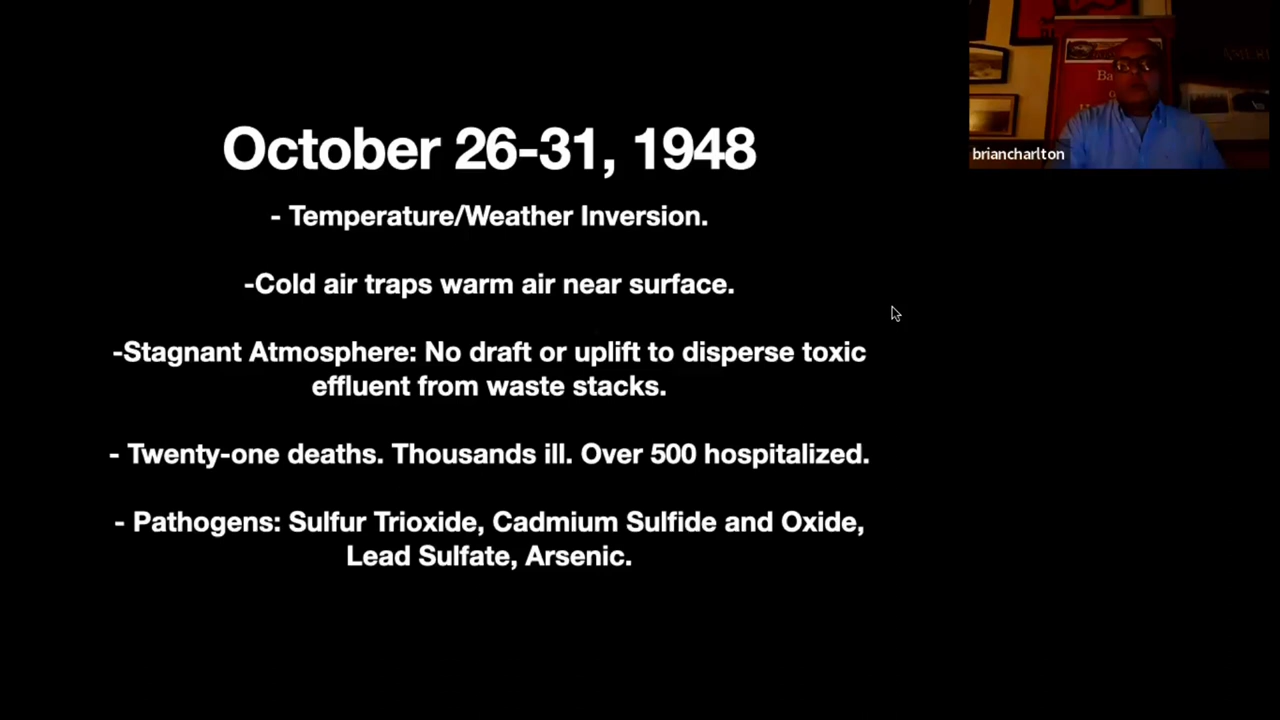 October 26-31, 1948
- Temperature/Weather Inversion.
-Cold air traps warm air near surface.
-Stagnant Atmosphere: No draft or uplift to disperse toxic
effluent from waste stacks.
- Twenty-one deaths. Thousands ill. Over 500 hospitalized.
- Pathogens: Sulfur Trioxide, Cadmium Sulfide and Oxide,
Lead Sulfate, Arsenic.
briancharlton